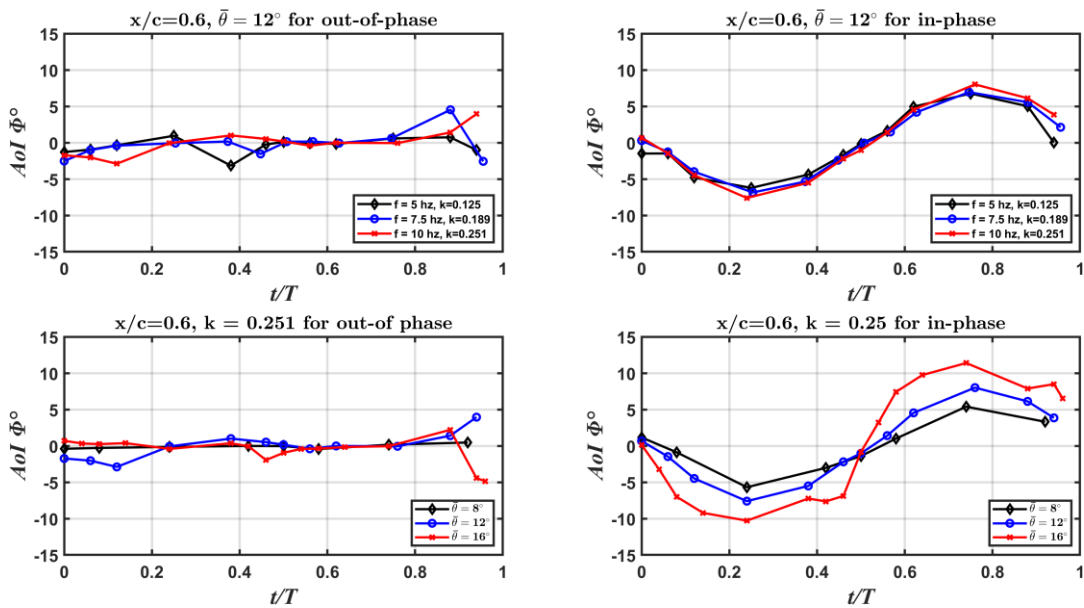 x/c=0.6, θ̄ = 12° for out-of-phase
AoI Φ°
15
10
5
0
-5
-10
-15
0 0.2 0.4 0.6 0.8 1
t/T
f = 5 hz, k=0.125
f = 7.5 hz, k=0.189
f = 10 hz, k=0.251
x/c=0.6, θ̄ = 12° for in-phase
AoI Φ°
15
10
5
0
-5
-10
-15
0 0.2 0.4 0.6 0.8 1
t/T
f = 5 hz, k=0.125
f = 7.5 hz, k=0.189
f = 10 hz, k=0.251
x/c=0.6, k = 0.251 for out-of phase
AoI Φ°
15
10
5
0
-5
-10
-15
0 0.2 0.4 0.6 0.8 1
t/T
θ̄ = 8°
θ̄ = 12°
θ̄ = 16°
x/c=0.6, k = 0.25 for in-phase
AoI Φ°
15
10
5
0
-5
-10
-15
0 0.2 0.4 0.6 0.8 1
t/T
θ̄ = 8°
θ̄ = 12°
θ̄ = 16°